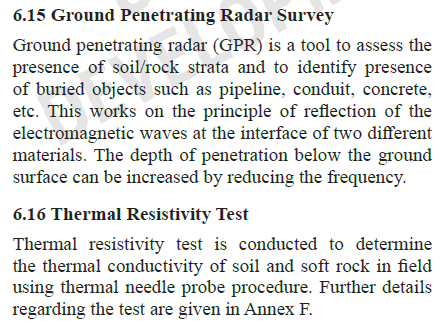 6.15 Ground Penetrating Radar Survey
Ground penetrating radar (GPR) is a tool to assess the
presence of soil/rock strata and to identify presence
of buried objects such as pipeline, conduit, concrete,
etc. This works on the principle of reflection of the
electromagnetic waves at the interface of two different
materials. The depth of penetration below the ground
surface can be increased by reducing the frequency.
6.16 Thermal Resistivity Test
Thermal resistivity test is conducted to determine
the thermal conductivity of soil and soft rock in field
using thermal needle probe procedure. Further details
regarding the test are given in Annex F.